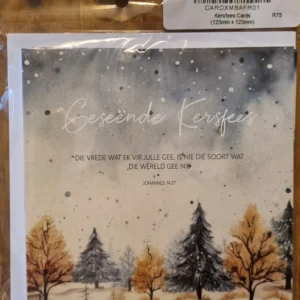 CARDXMSAFR01
Kersfees Cards R75
(125mm x 125mm)
Geseënde Kersfees
"DIE VREDE WAT EK VIR JULLE GEE, IS NIE DIE SOORT WAT
DIE WÊRELD GEE NIE"
JOHANNES 14:27